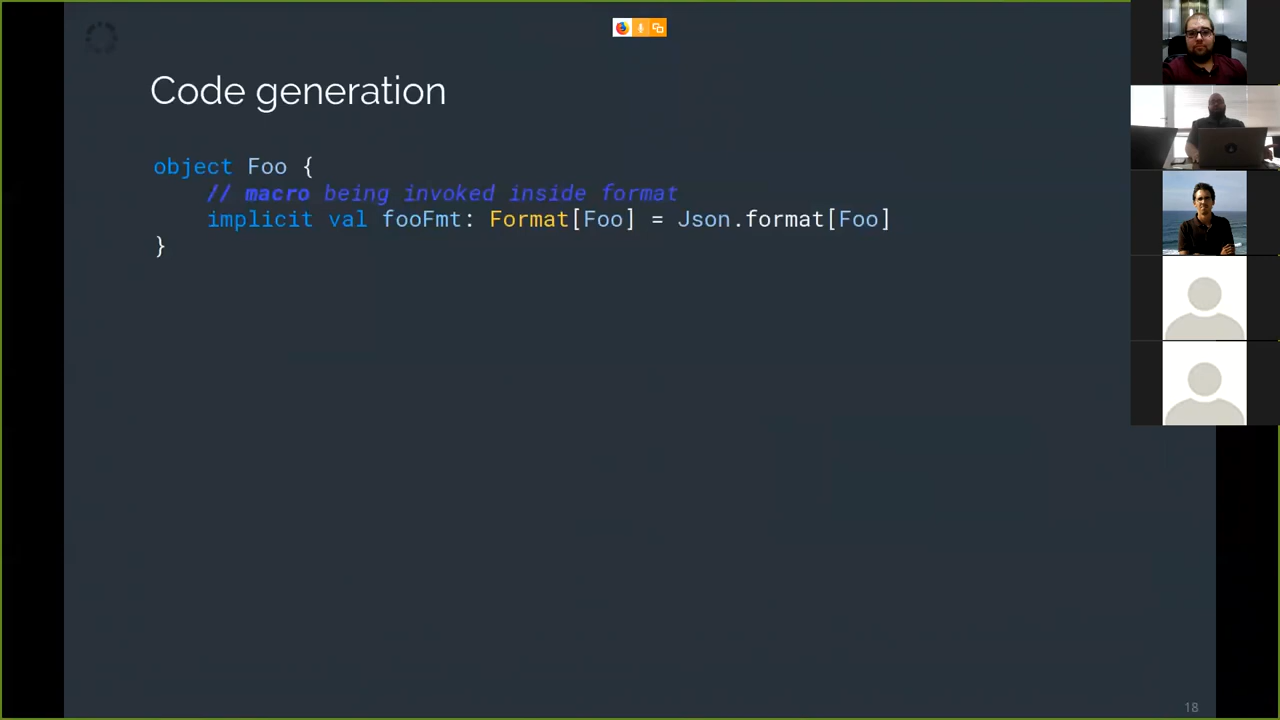 Code generation
object Foo {
    // macro being invoked inside format
    implicit val fooFmt: Format[Foo] = Json.format[Foo]
}
18